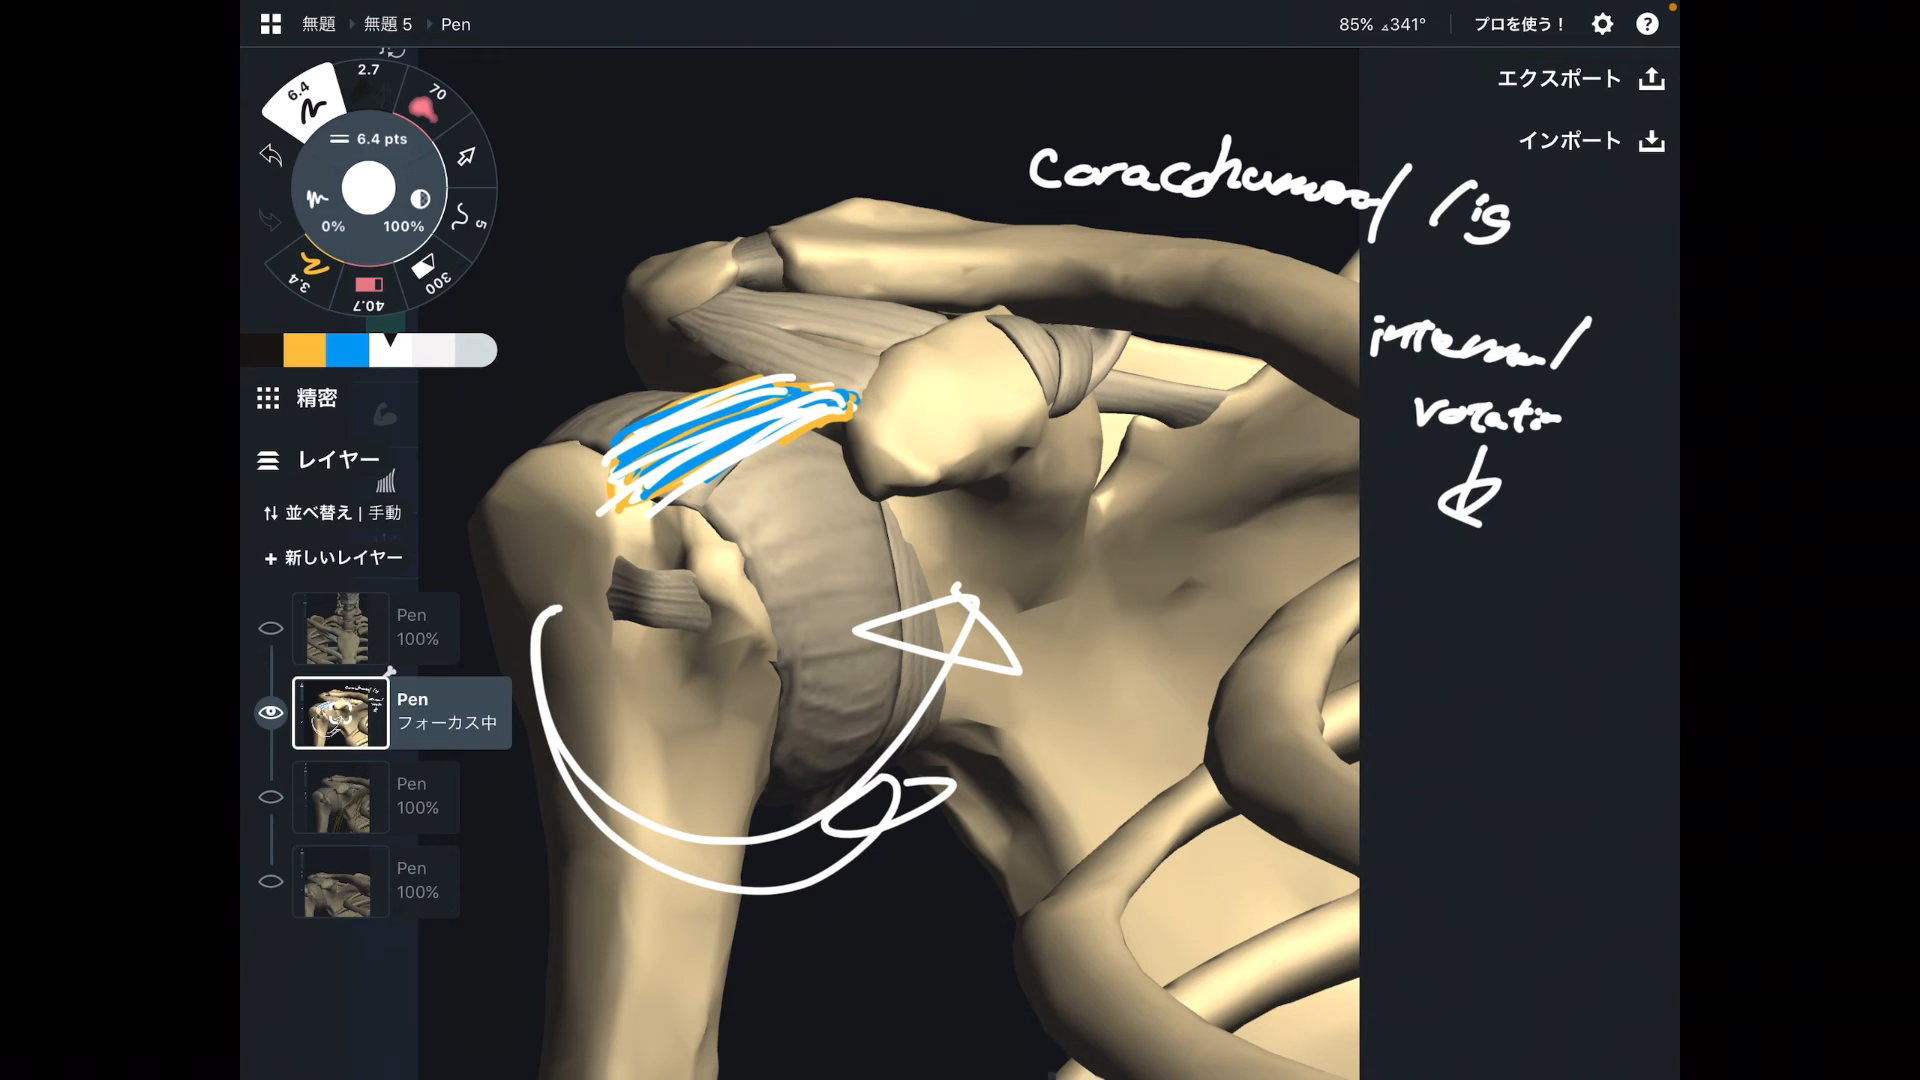 無題 無題 5 Pen
85% 341° プロを使う!
エクスポート
インポート
2.7
6.4
70
6.4 pts
0% 100%
5
3.4
40.7
300
精密
レイヤー
並べ替え | 手動
+ 新しいレイヤー
Pen
100%
Pen
フォーカス中
Pen
100%
Pen
100%
lig
internal